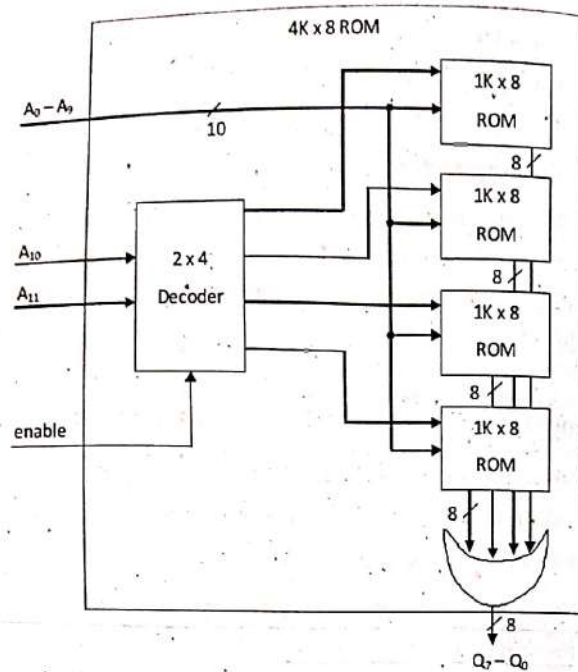 4K x 8 ROM
A₀ – A₉
10
1K x 8
ROM
8
A₁₀
A₁₁
2 x 4
Decoder
1K x 8
ROM
8
1K x 8
ROM
8
enable
1K x 8
ROM
8
8
Q₇ – Q₀